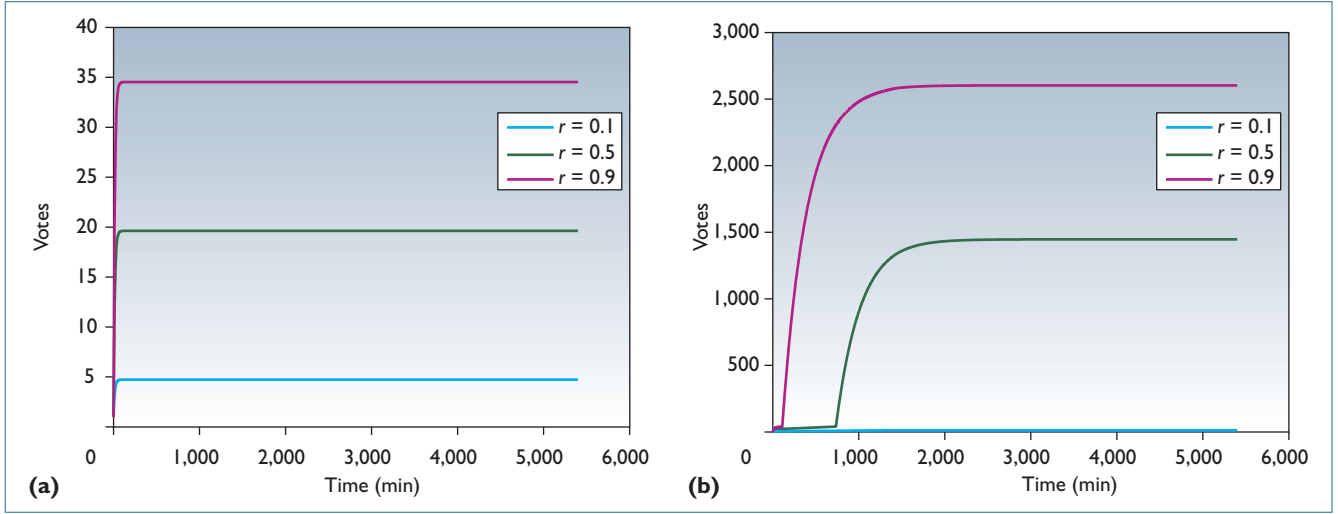 40
35
30
25
20
15
10
5
Votes
r = 0.1
r = 0.5
r = 0.9
0 1,000 2,000 3,000 4,000 5,000 6,000
Time (min)
(a)
3,000
2,500
2,000
1,500
1,000
500
Votes
r = 0.1
r = 0.5
r = 0.9
0 1,000 2,000 3,000 4,000 5,000 6,000
Time (min)
(b)